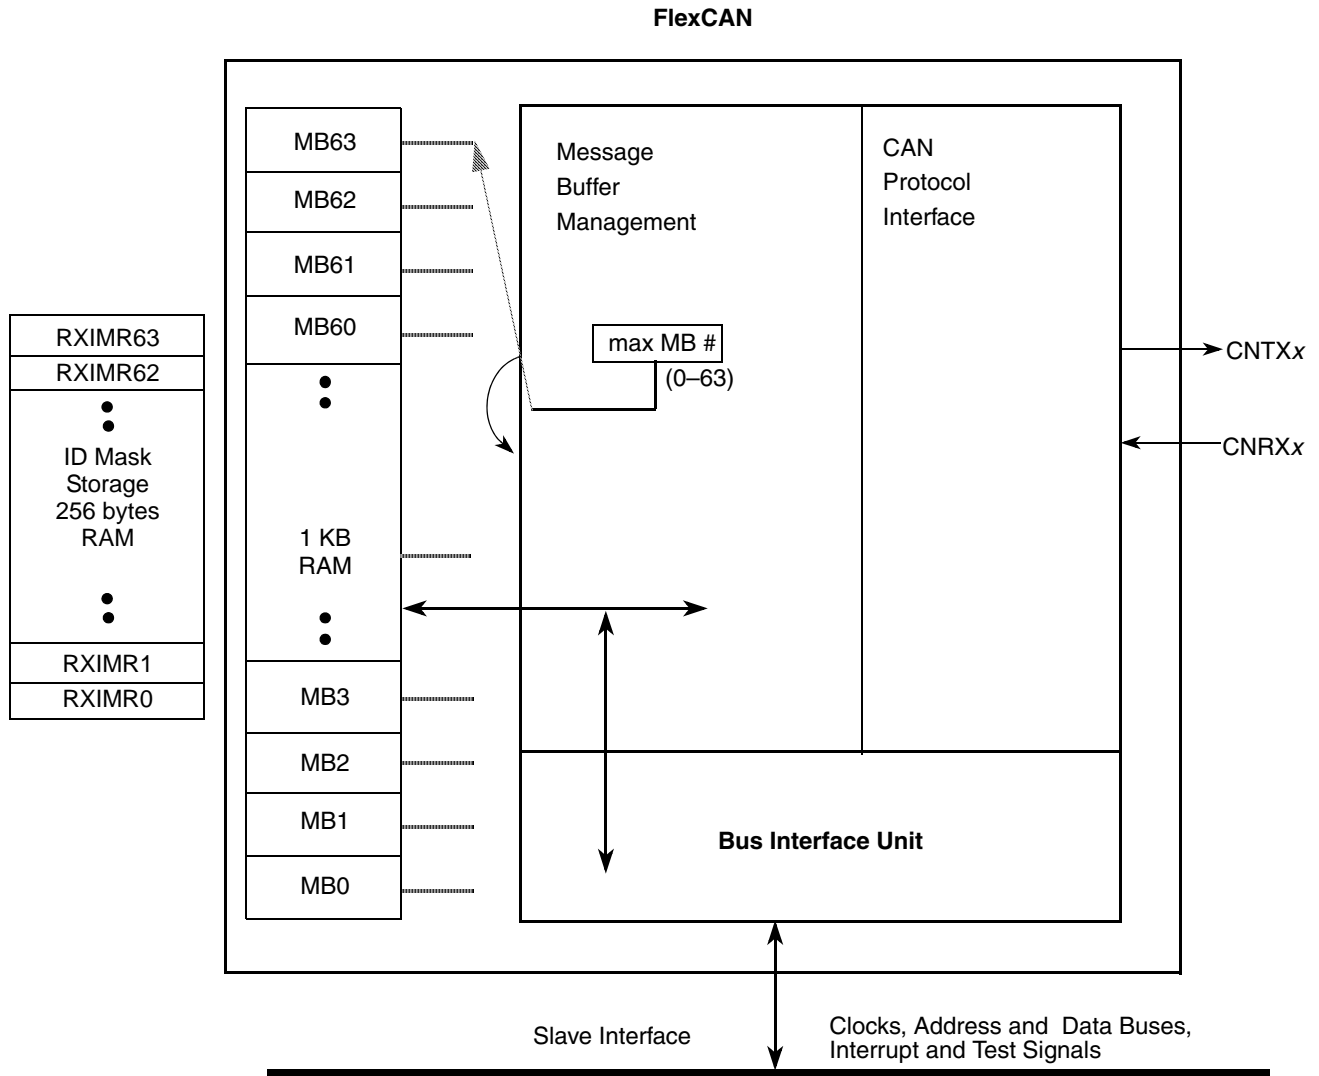 FlexCAN
MB63
MB62
MB61
MB60
1 KB
RAM
MB3
MB2
MB1
MB0
RXIMR63
RXIMR62
ID Mask
Storage
256 bytes
RAM
RXIMR1
RXIMR0
Message
Buffer
Management
max MB #
(0–63)
CAN
Protocol
Interface
CNTXx
CNRXx
Bus Interface Unit
Slave Interface
Clocks, Address and Data Buses,
Interrupt and Test Signals